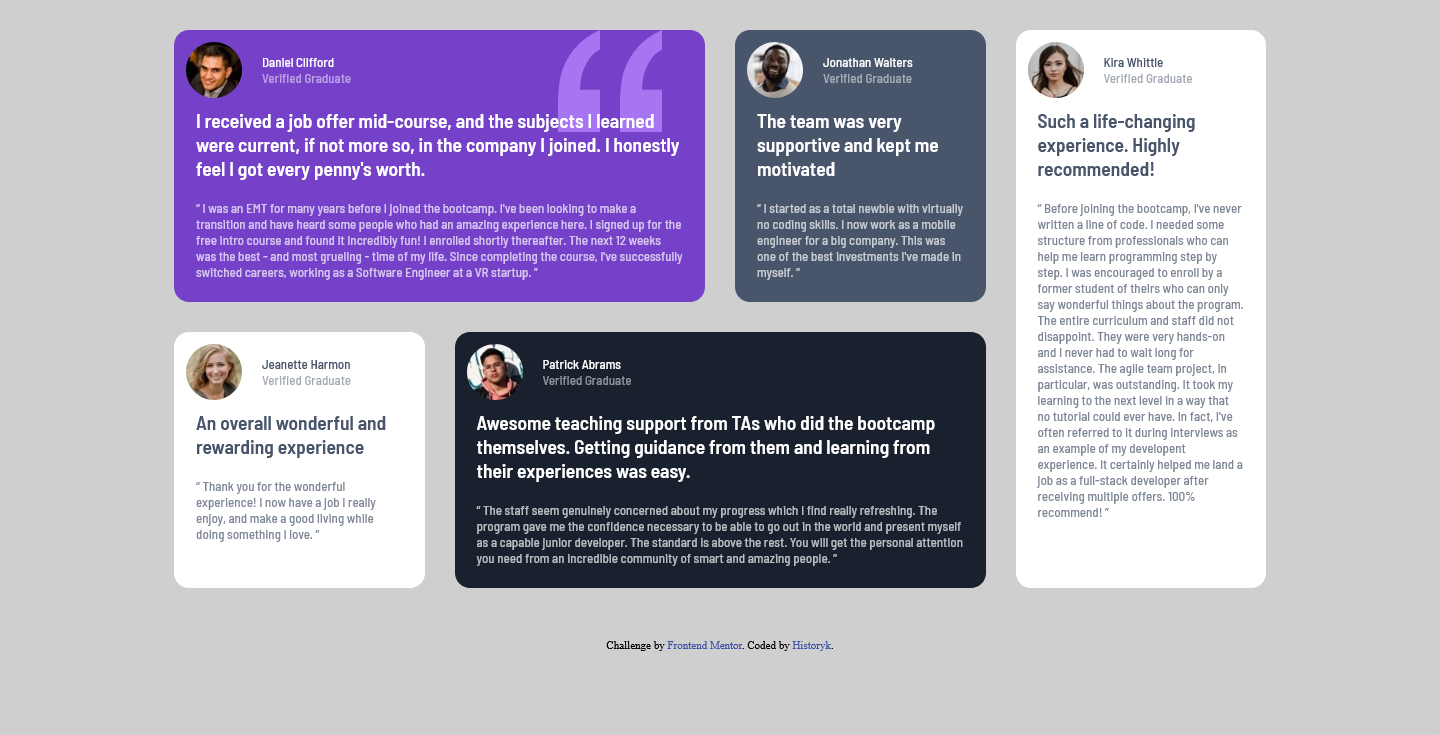 Daniel Clifford
Verified Graduate
I received a job offer mid-course, and the subjects I learned
were current, if not more so, in the company I joined. I honestly
feel I got every penny's worth.
“ I was an EMT for many years before I joined the bootcamp. I've been looking to make a
transition and have heard some people who had an amazing experience here. I signed up for the
free intro course and found it incredibly fun! I enrolled shortly thereafter. The next 12 weeks
was the best - and most grueling - time of my life. Since completing the course, I've successfully
switched careers, working as a Software Engineer at a VR startup. ”
Jonathan Walters
Verified Graduate
The team was very
supportive and kept me
motivated
“ I started as a total newbie with virtually
no coding skills. I now work as a mobile
engineer for a big company. This was
one of the best investments I've made in
myself. ”
Kira Whittle
Verified Graduate
Such a life-changing
experience. Highly
recommended!
“ Before joining the bootcamp, I've never
written a line of code. I needed some
structure from professionals who can
help me learn programming step by
step. I was encouraged to enroll by a
former student of theirs who can only
say wonderful things about the program.
The entire curriculum and staff did not
disappoint. They were very hands-on
and I never had to wait long for
assistance. The agile team project, in
particular, was outstanding. It took my
learning to the next level in a way that
no tutorial could ever have. In fact, I've
often referred to it during interviews as
an example of my developent
experience. It certainly helped me land a
job as a full-stack developer after
receiving multiple offers. 100%
recommend! ”
Jeanette Harmon
Verified Graduate
An overall wonderful and
rewarding experience
“ Thank you for the wonderful
experience! I now have a job I really
enjoy, and make a good living while
doing something I love. ”
Patrick Abrams
Verified Graduate
Awesome teaching support from TAs who did the bootcamp
themselves. Getting guidance from them and learning from
their experiences was easy.
“ The staff seem genuinely concerned about my progress which I find really refreshing. The
program gave me the confidence necessary to be able to go out in the world and present myself
as a capable junior developer. The standard is above the rest. You will get the personal attention
you need from an incredible community of smart and amazing people. ”
Challenge by Frontend Mentor. Coded by Historyk.